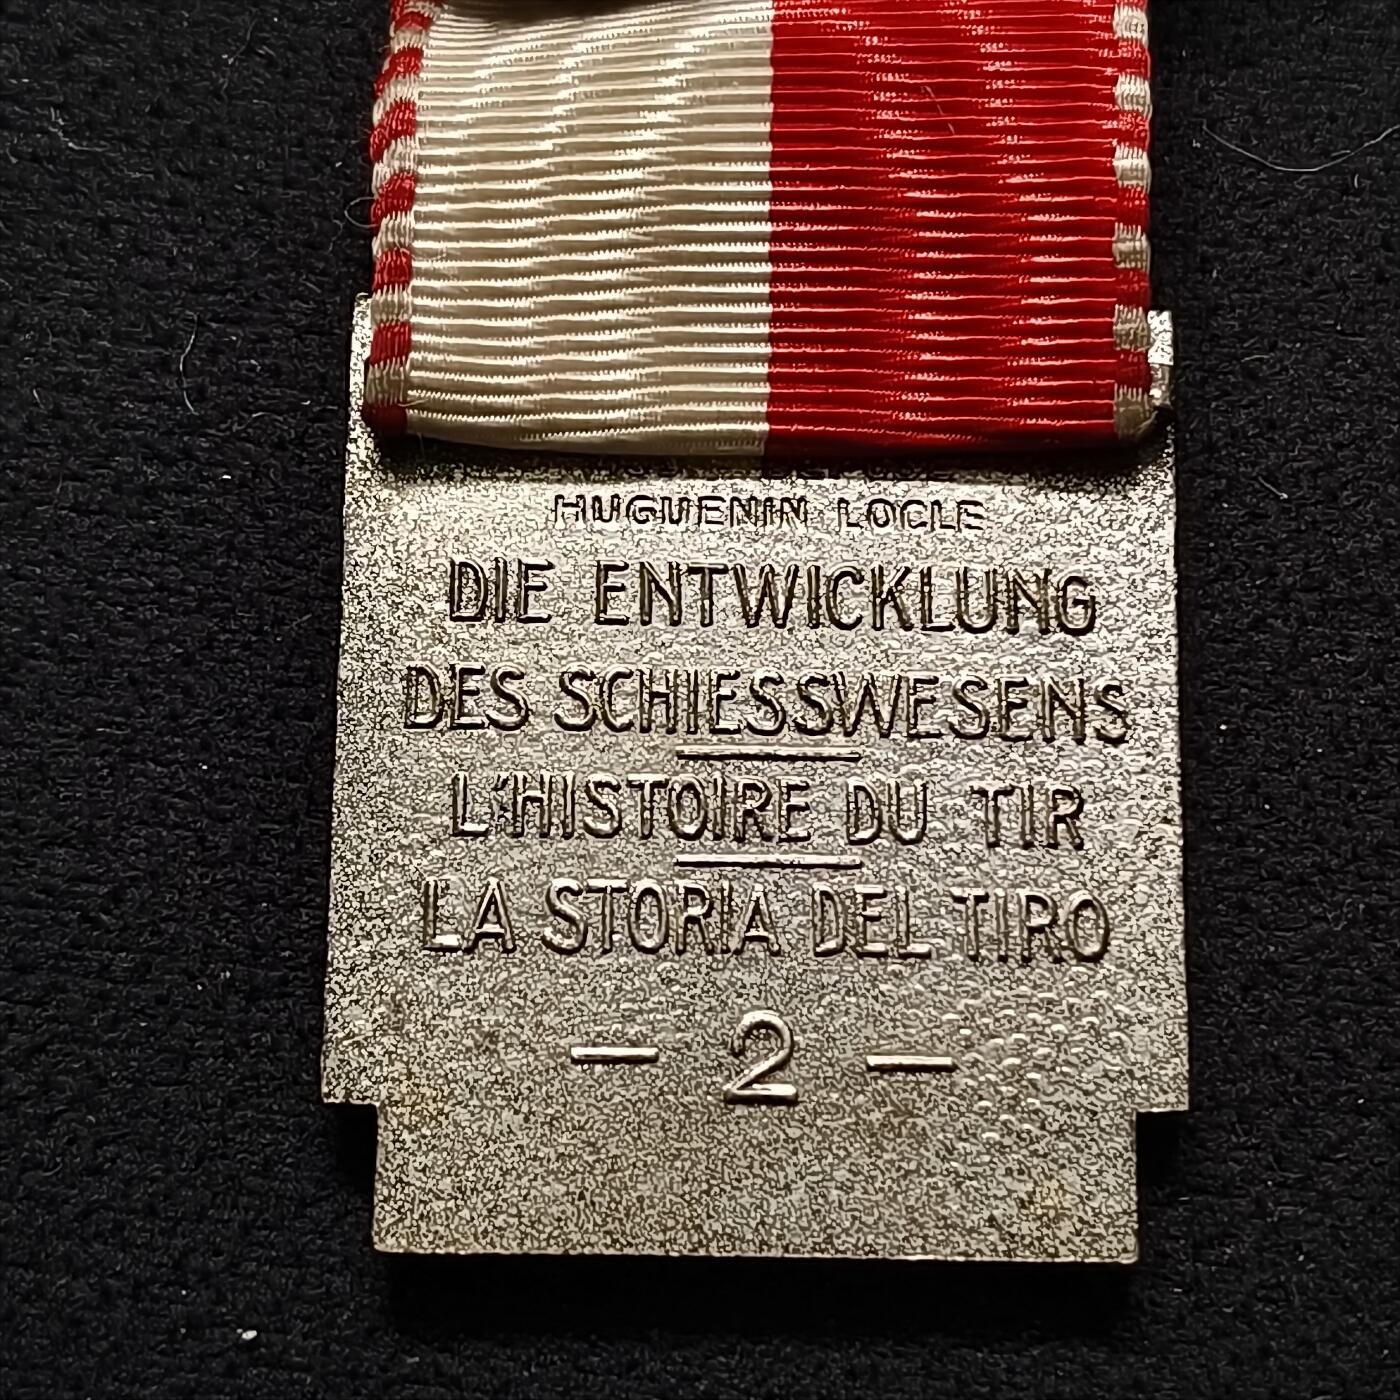 HUGUENIN LOCLE
DIE ENTWICKLUNG
DES SCHIESSWESENS
L'HISTOIRE DU TIR
LA STORIA DEL TIRO
— 2 —